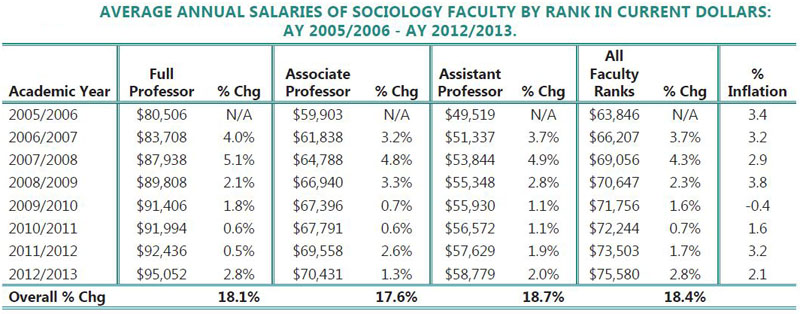 AVERAGE ANNUAL SALARIES OF SOCIOLOGY FACULTY BY RANK IN CURRENT DOLLARS:
AY 2005/2006 - AY 2012/2013.
Academic Year Full Professor % Chg Associate Professor % Chg Assistant Professor % Chg All Faculty Ranks % Chg % Inflation
2005/2006 $80,506 N/A $59,903 N/A $49,519 N/A $63,846 N/A 3.4
2006/2007 $83,708 4.0% $61,838 3.2% $51,337 3.7% $66,207 3.7% 3.2
2007/2008 $87,938 5.1% $64,788 4.8% $53,844 4.9% $69,056 4.3% 2.9
2008/2009 $89,808 2.1% $66,940 3.3% $55,348 2.8% $70,647 2.3% 3.8
2009/2010 $91,406 1.8% $67,396 0.7% $55,930 1.1% $71,756 1.6% -0.4
2010/2011 $91,994 0.6% $67,791 0.6% $56,572 1.1% $72,244 0.7% 1.6
2011/2012 $92,436 0.5% $69,558 2.6% $57,629 1.9% $73,503 1.7% 3.2
2012/2013 $95,052 2.8% $70,431 1.3% $58,779 2.0% $75,580 2.8% 2.1
Overall % Chg 18.1% 17.6% 18.7% 18.4%